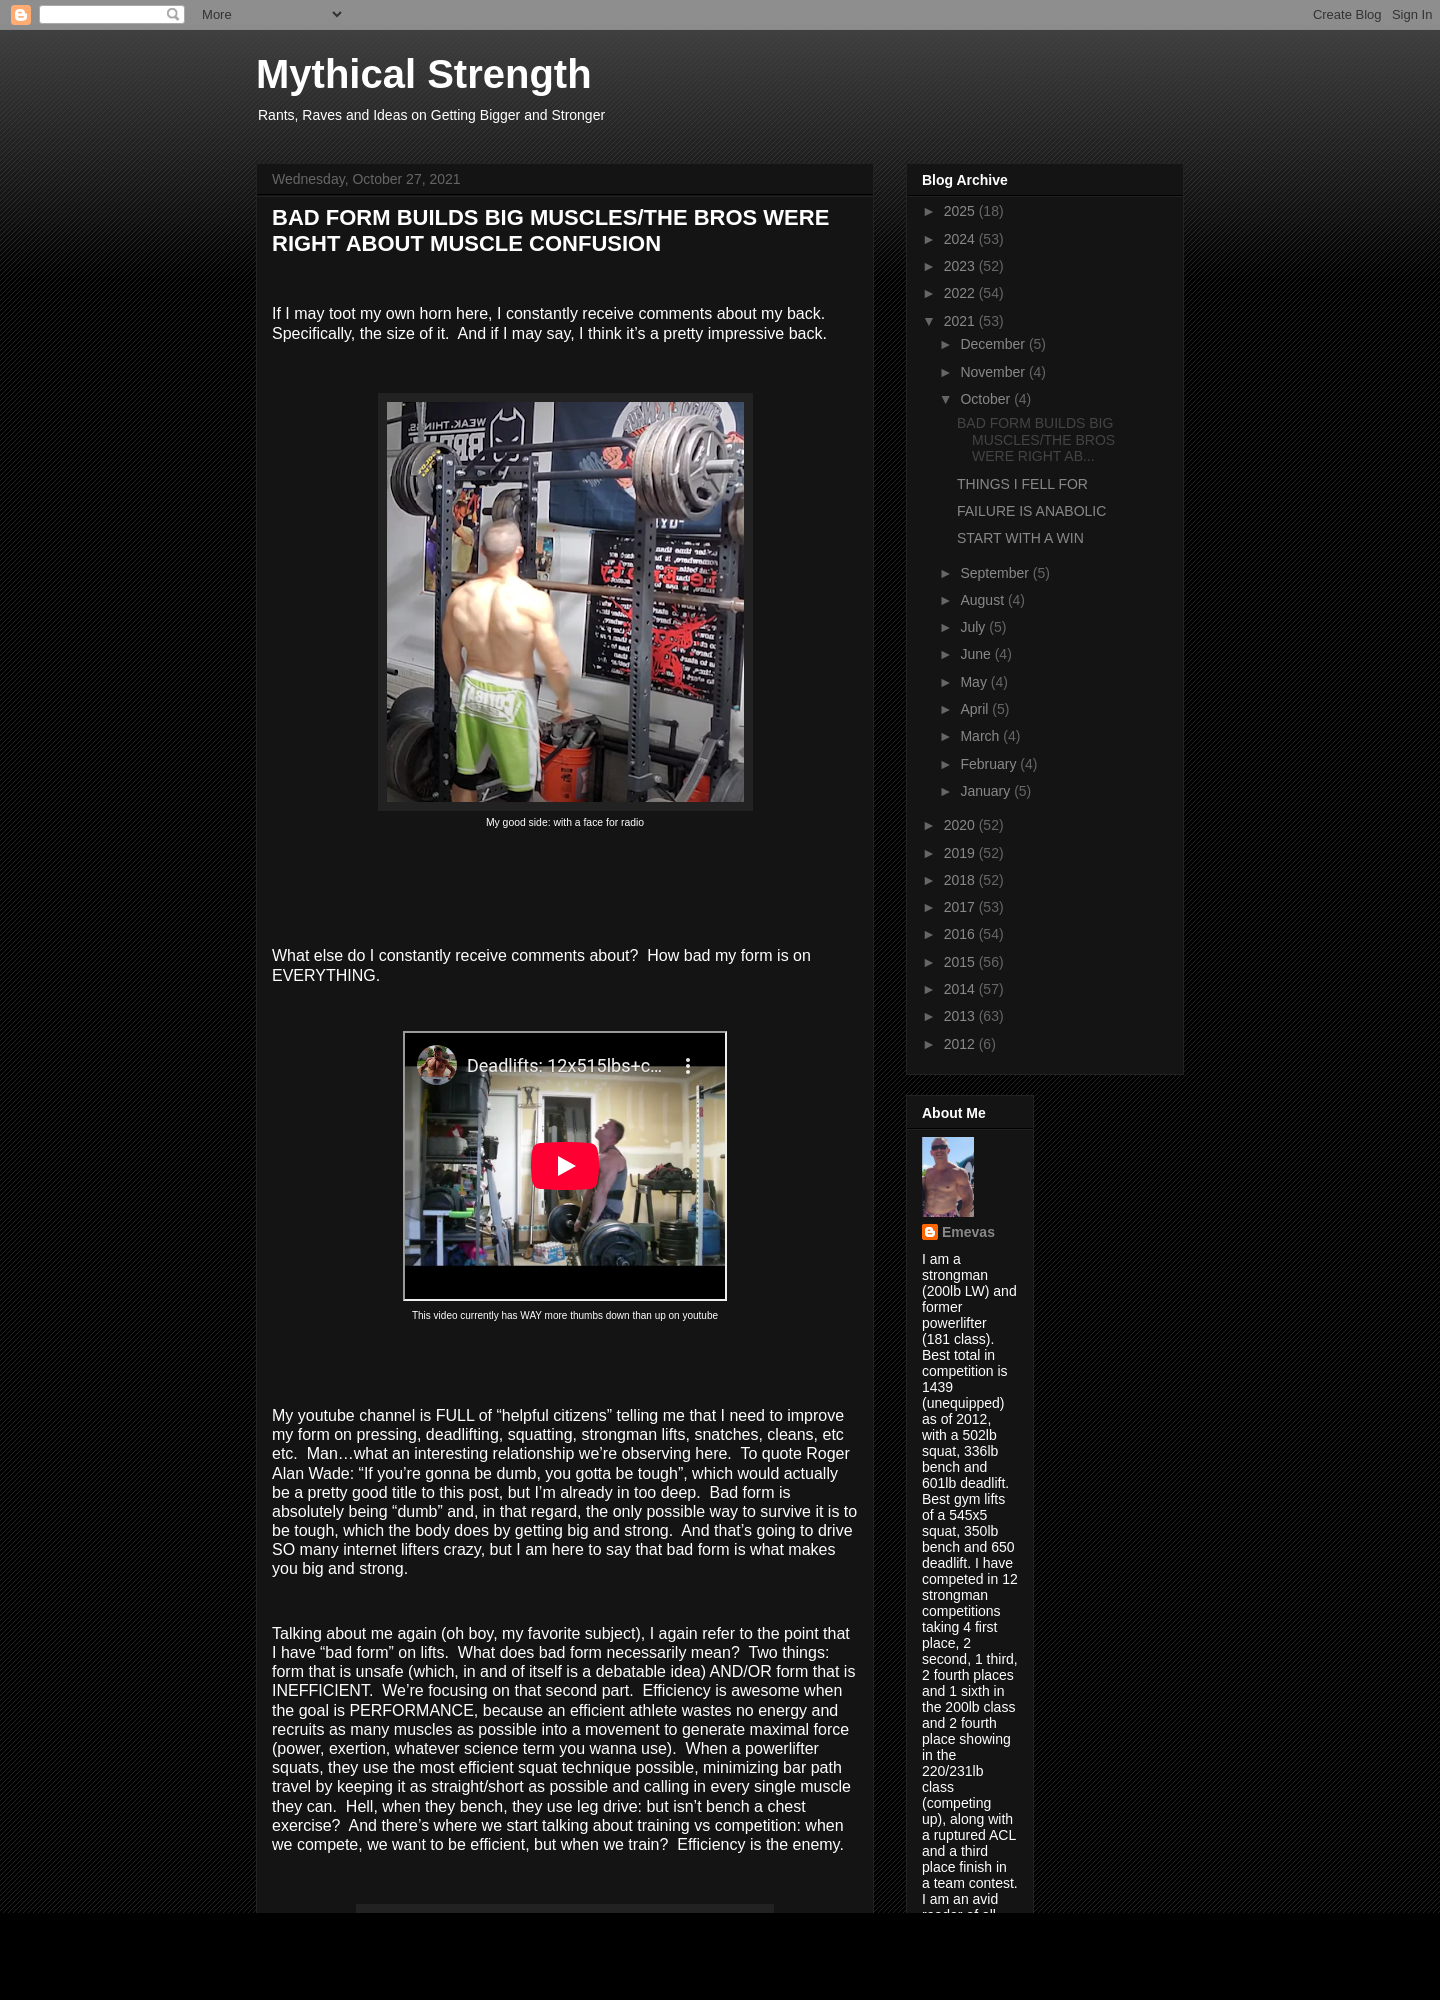 More
Create Blog
Sign In
Mythical Strength
Rants, Raves and Ideas on Getting Bigger and Stronger
Wednesday, October 27, 2021
BAD FORM BUILDS BIG MUSCLES/THE BROS WERE
RIGHT ABOUT MUSCLE CONFUSION
If I may toot my own horn here, I constantly receive comments about my back.
Specifically, the size of it.  And if I may say, I think it’s a pretty impressive back.
My good side: with a face for radio
What else do I constantly receive comments about?  How bad my form is on
EVERYTHING.
Deadlifts: 12x515lbs+c…
This video currently has WAY more thumbs down than up on youtube
My youtube channel is FULL of “helpful citizens” telling me that I need to improve
my form on pressing, deadlifting, squatting, strongman lifts, snatches, cleans, etc
etc.  Man…what an interesting relationship we’re observing here.  To quote Roger
Alan Wade: “If you’re gonna be dumb, you gotta be tough”, which would actually
be a pretty good title to this post, but I’m already in too deep.  Bad form is
absolutely being “dumb” and, in that regard, the only possible way to survive it is to
be tough, which the body does by getting big and strong.  And that’s going to drive
SO many internet lifters crazy, but I am here to say that bad form is what makes
you big and strong.
Talking about me again (oh boy, my favorite subject), I again refer to the point that
I have “bad form” on lifts.  What does bad form necessarily mean?  Two things:
form that is unsafe (which, in and of itself is a debatable idea) AND/OR form that is
INEFFICIENT.  We’re focusing on that second part.  Efficiency is awesome when
the goal is PERFORMANCE, because an efficient athlete wastes no energy and
recruits as many muscles as possible into a movement to generate maximal force
(power, exertion, whatever science term you wanna use).  When a powerlifter
squats, they use the most efficient squat technique possible, minimizing bar path
travel by keeping it as straight/short as possible and calling in every single muscle
they can.  Hell, when they bench, they use leg drive: but isn’t bench a chest
exercise?  And there’s where we start talking about training vs competition: when
we compete, we want to be efficient, but when we train?  Efficiency is the enemy.
Blog Archive
► 2025 (18)
► 2024 (53)
► 2023 (52)
► 2022 (54)
▼ 2021 (53)
► December (5)
► November (4)
▼ October (4)
BAD FORM BUILDS BIG
MUSCLES/THE BROS
WERE RIGHT AB...
THINGS I FELL FOR
FAILURE IS ANABOLIC
START WITH A WIN
► September (5)
► August (4)
► July (5)
► June (4)
► May (4)
► April (5)
► March (4)
► February (4)
► January (5)
► 2020 (52)
► 2019 (52)
► 2018 (52)
► 2017 (53)
► 2016 (54)
► 2015 (56)
► 2014 (57)
► 2013 (63)
► 2012 (6)
About Me
Emevas
I am a
strongman
(200lb LW) and
former
powerlifter
(181 class).
Best total in
competition is
1439
(unequipped)
as of 2012,
with a 502lb
squat, 336lb
bench and
601lb deadlift.
Best gym lifts
of a 545x5
squat, 350lb
bench and 650
deadlift. I have
competed in 12
strongman
competitions
taking 4 first
place, 2
second, 1 third,
2 fourth places
and 1 sixth in
the 200lb class
and 2 fourth
place showing
in the
220/231lb
class
(competing
up), along with
a ruptured ACL
and a third
place finish in
a team contest.
I am an avid